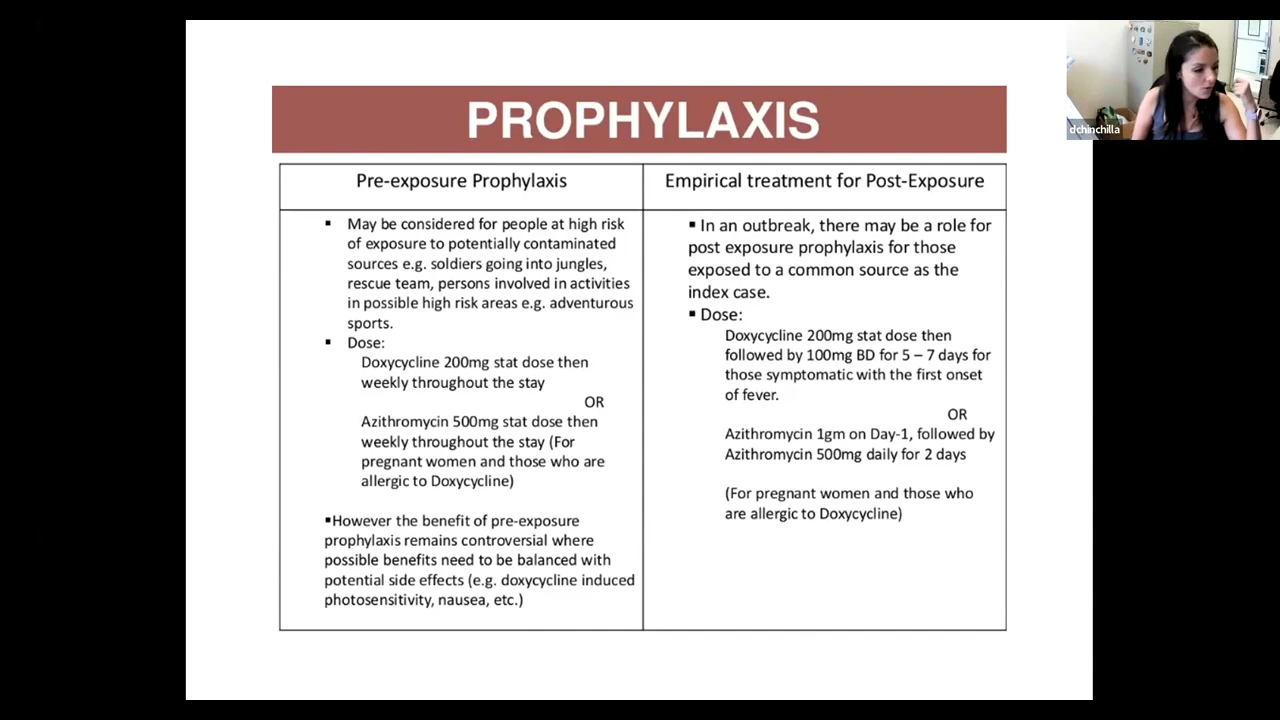 PROPHYLAXIS
Pre-exposure Prophylaxis
▪ May be considered for people at high risk
of exposure to potentially contaminated
sources e.g. soldiers going into jungles,
rescue team, persons involved in activities
in possible high risk areas e.g. adventurous
sports.
▪ Dose:
Doxycycline 200mg stat dose then
weekly throughout the stay
OR
Azithromycin 500mg stat dose then
weekly throughout the stay (For
pregnant women and those who are
allergic to Doxycycline)
▪However the benefit of pre-exposure
prophylaxis remains controversial where
possible benefits need to be balanced with
potential side effects (e.g. doxycycline induced
photosensitivity, nausea, etc.)
Empirical treatment for Post-Exposure
▪ In an outbreak, there may be a role for
post exposure prophylaxis for those
exposed to a common source as the
index case.
▪ Dose:
Doxycycline 200mg stat dose then
followed by 100mg BD for 5 – 7 days for
those symptomatic with the first onset
of fever.
OR
Azithromycin 1gm on Day-1, followed by
Azithromycin 500mg daily for 2 days
(For pregnant women and those who
are allergic to Doxycycline)
dchinchilla